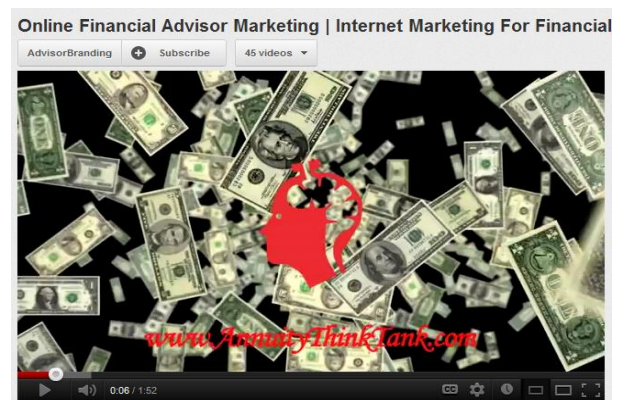 Online Financial Advisor Marketing | Internet Marketing For Financial
AdvisorBranding Subscribe 45 videos
www.AnnuityThinkTank.com
0:06 / 1:52
CC